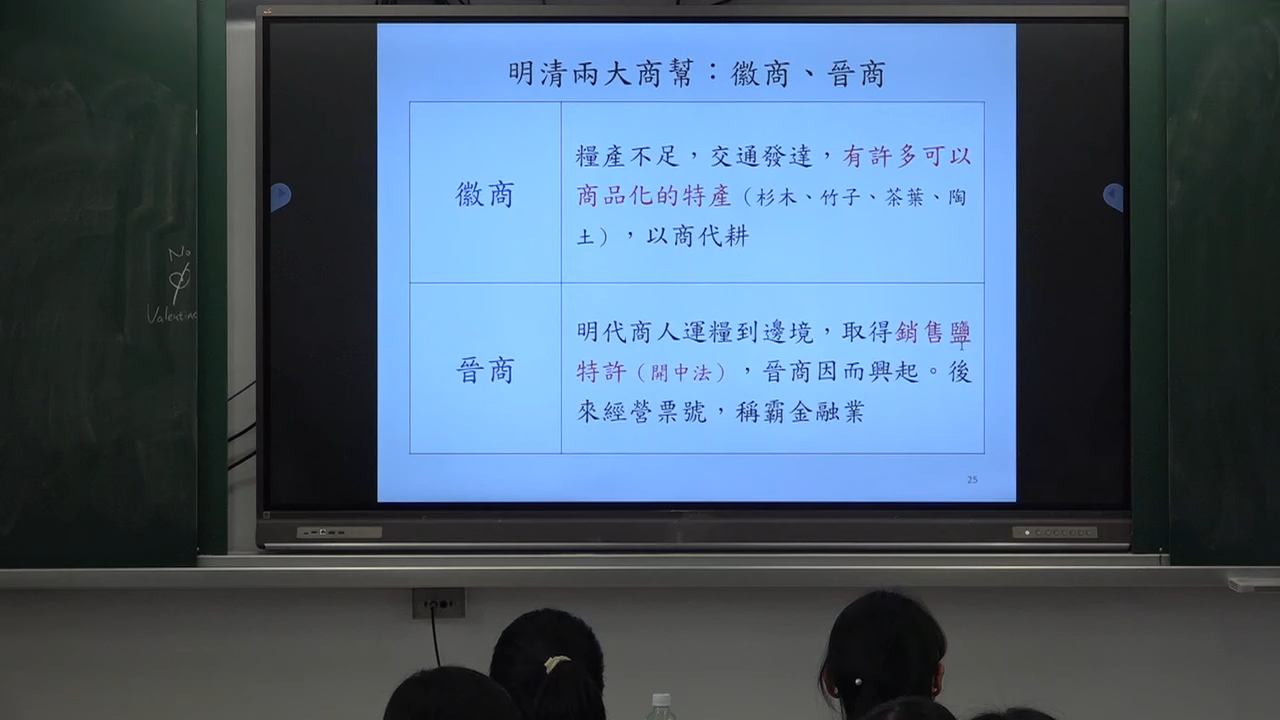 明清兩大商幫：徽商、晉商
徽商
糧產不足，交通發達，有許多可以
商品化的特產（杉木、竹子、茶葉、陶
土），以商代耕
晉商
明代商人運糧到邊境，取得銷售鹽
特許（開中法），晉商因而興起。後
來經營票號，稱霸金融業
25
No
Valentino